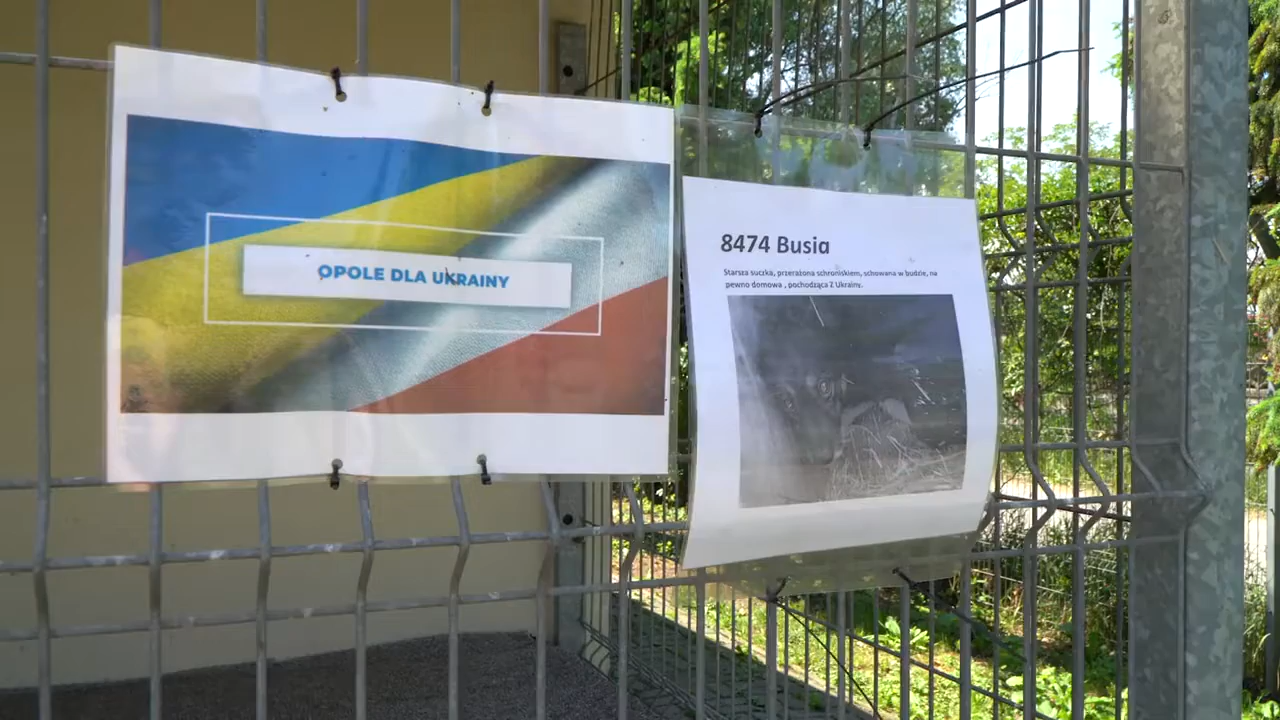 OPOLE DLA UKRAINY
8474 Busia
Starsza suczka, przerażona schroniskiem, schowana w budzie, na
pewno domowa , pochodząca Z Ukrainy.